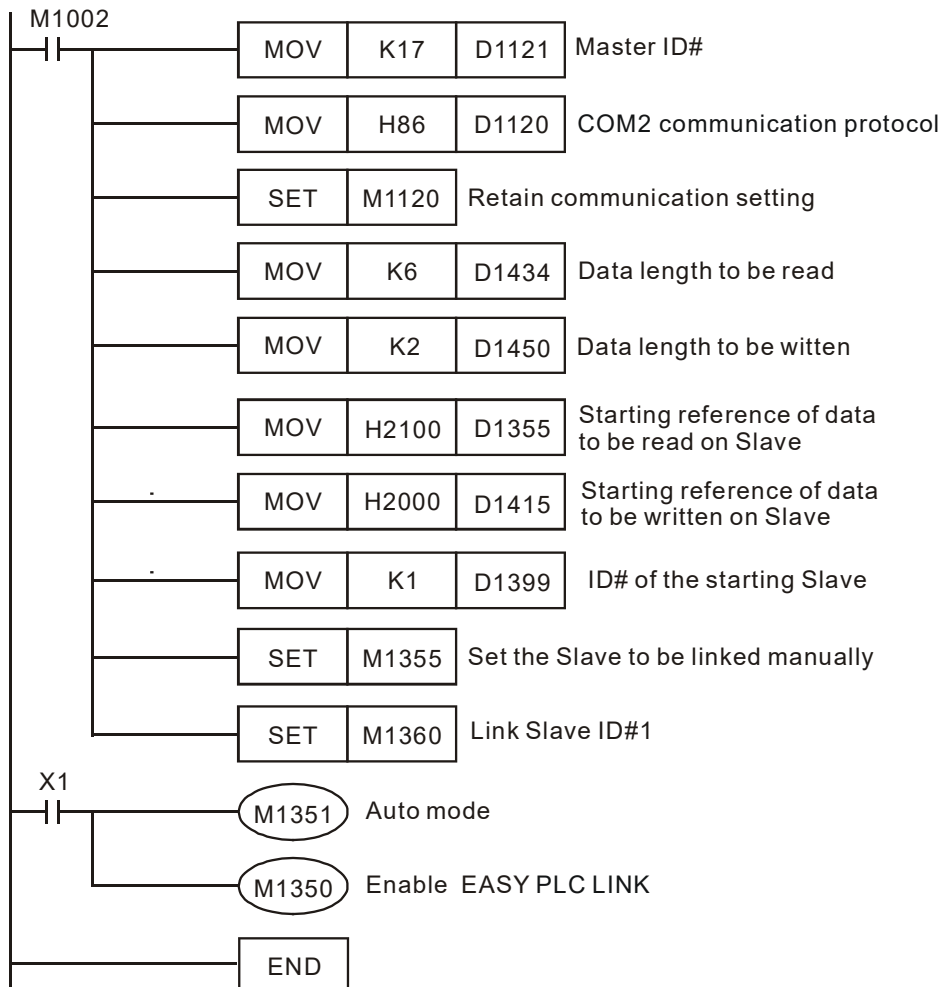 M1002
MOV K17 D1121 Master ID#
MOV H86 D1120 COM2 communication protocol
SET M1120 Retain communication setting
MOV K6 D1434 Data length to be read
MOV K2 D1450 Data length to be witten
MOV H2100 D1355 Starting reference of data
to be read on Slave
MOV H2000 D1415 Starting reference of data
to be written on Slave
MOV K1 D1399 ID# of the starting Slave
SET M1355 Set the Slave to be linked manually
SET M1360 Link Slave ID#1
X1
M1351 Auto mode
M1350 Enable EASY PLC LINK
END